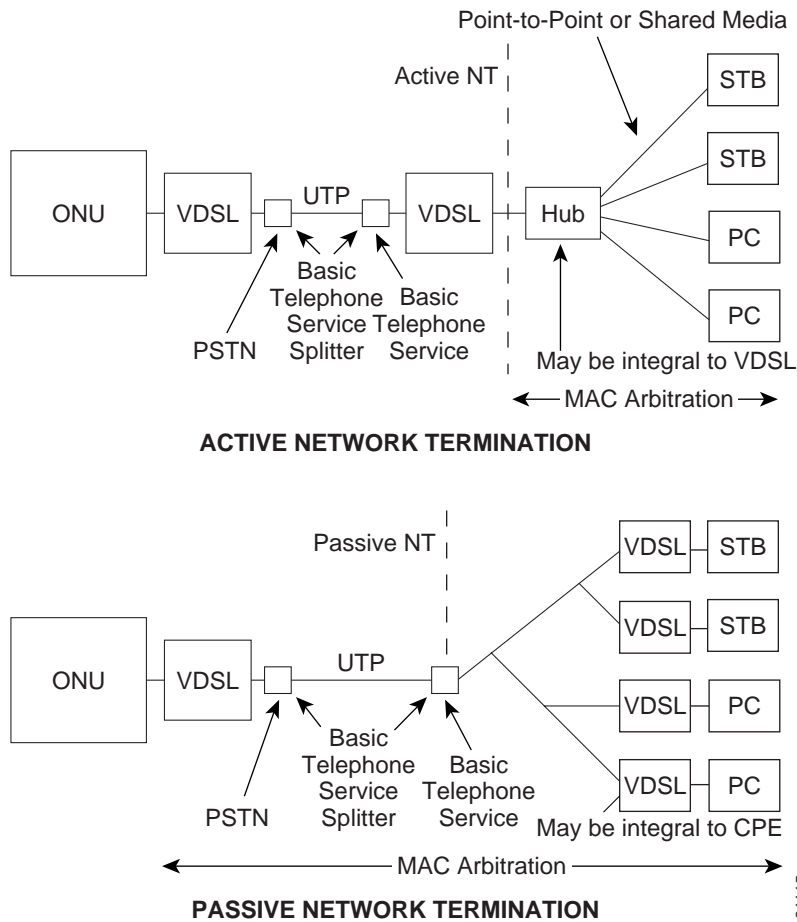 Point-to-Point or Shared Media
Active NT
STB
STB
ONU
VDSL
UTP
VDSL
Hub
PC
PC
Basic
Telephone
Service
Splitter
Basic
Telephone
Service
PSTN
May be integral to VDSL
MAC Arbitration
ACTIVE NETWORK TERMINATION
Passive NT
VDSL
STB
VDSL
STB
ONU
VDSL
UTP
VDSL
PC
VDSL
PC
Basic
Telephone
Service
Splitter
Basic
Telephone
Service
PSTN
May be integral to CPE
MAC Arbitration
PASSIVE NETWORK TERMINATION